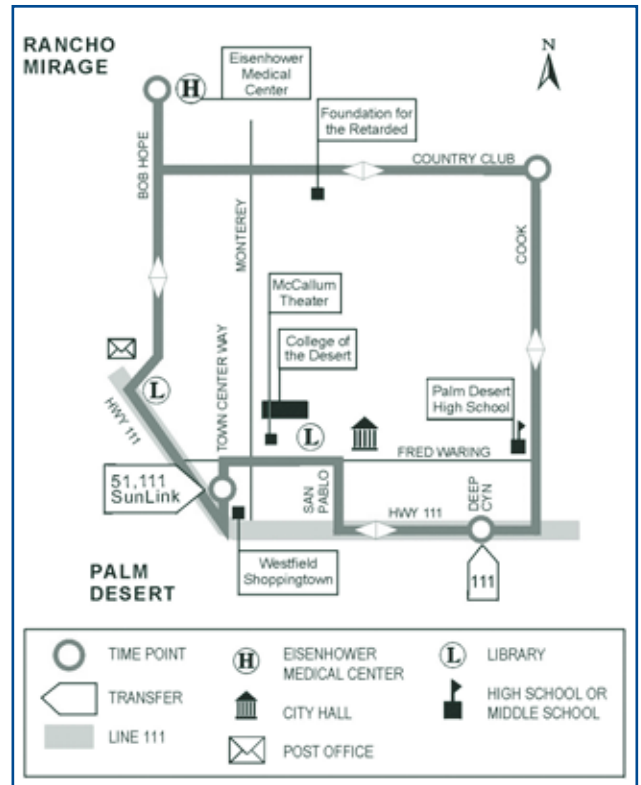 RANCHO
MIRAGE
H
Eisenhower
Medical
Center
N
Foundation for
the Retarded
BOB HOPE
COUNTRY CLUB
MONTEREY
COOK
McCallum
Theater
College of
the Desert
TOWN CENTER WAY
L
HWY 111
L
Palm Desert
High School
FRED WARING
51,111
SunLink
SAN
PABLO
HWY 111
DEEP
CYN
111
Westfield
Shoppingtown
PALM
DESERT
TIME POINT
TRANSFER
LINE 111
H
EISENHOWER
MEDICAL CENTER
CITY HALL
POST OFFICE
L
LIBRARY
HIGH SCHOOL OR
MIDDLE SCHOOL